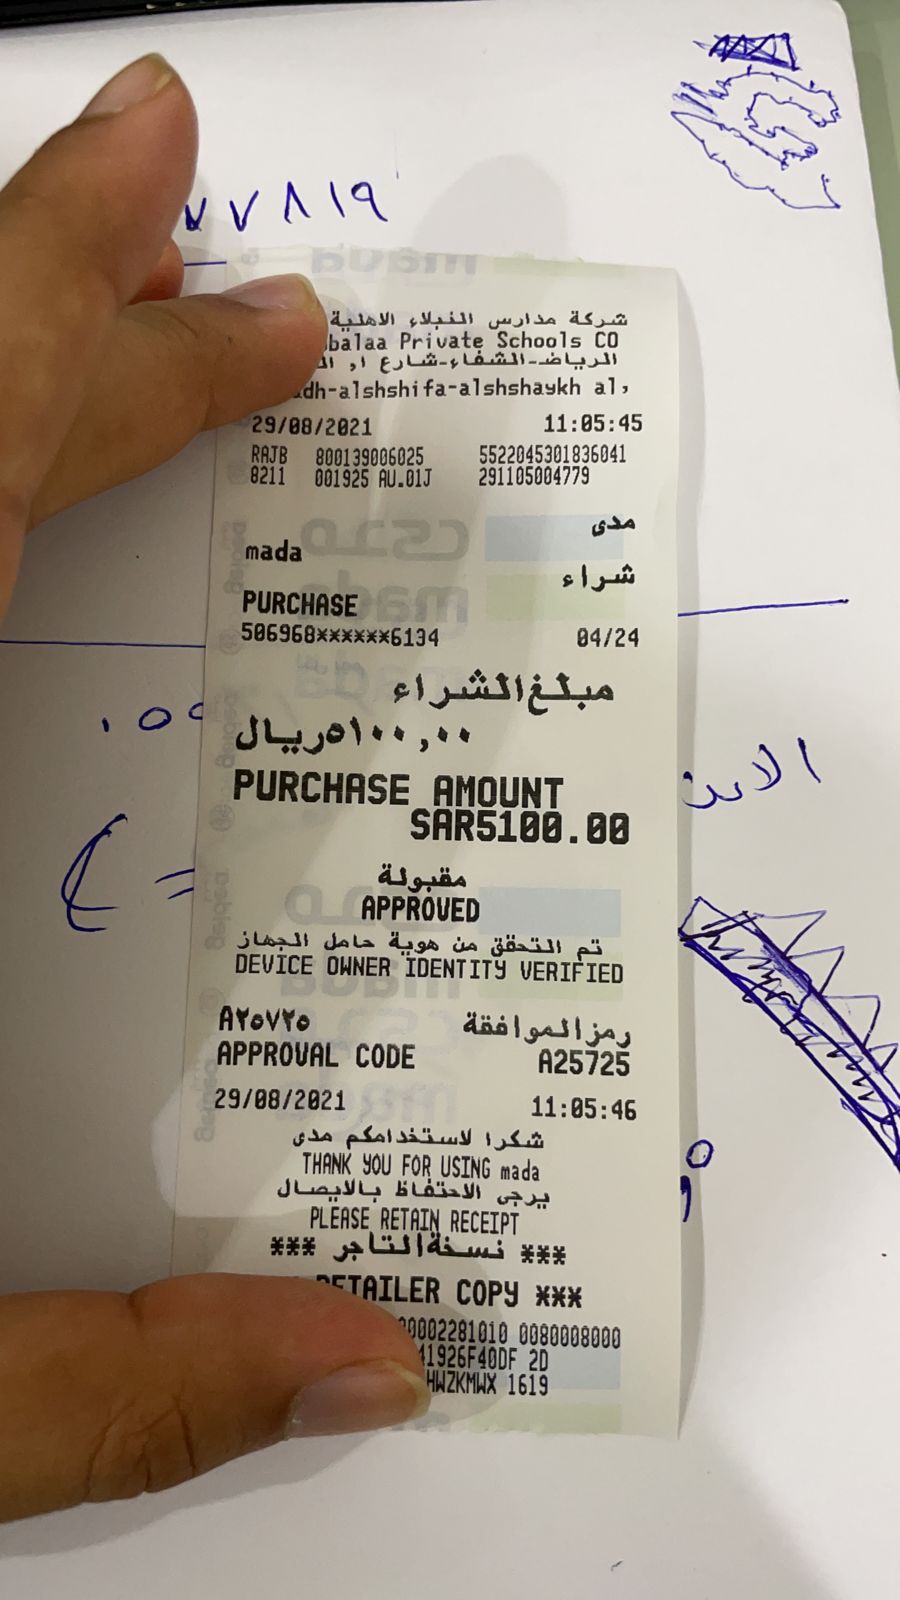 ٧٧٨١٩
شركة مدارس النبلاء الاهلية
balaa Private Schools CO
الرياض-الشفاء-شارع ا, ال
adh-alshshifa-alshshaykh al,
29/08/2021 11:05:45
RAJB 800139006025 5522045301836041
8211 001925 AU.01J 291105004779
مدى
mada
شراء
PURCHASE
506968******6134 04/24
مبلغ الشراء
٥١٠٠,٠٠ريال
PURCHASE AMOUNT
SAR5100.00
مقبولة
APPROVED
تم التحقق من هوية حامل الجهاز
DEVICE OWNER IDENTITY VERIFIED
رمز الموافقة A٢٥٧٢٥
APPROVAL CODE A25725
29/08/2021 11:05:46
شكرا لاستخدامكم مدى
THANK YOU FOR USING mada
يرجى الاحتفاظ بالايصال
PLEASE RETAIN RECEIPT
*** نسخة التاجر ***
RETAILER COPY ***
00002281010 0080008000
41926F40DF 2D
HWZKMWX 1619